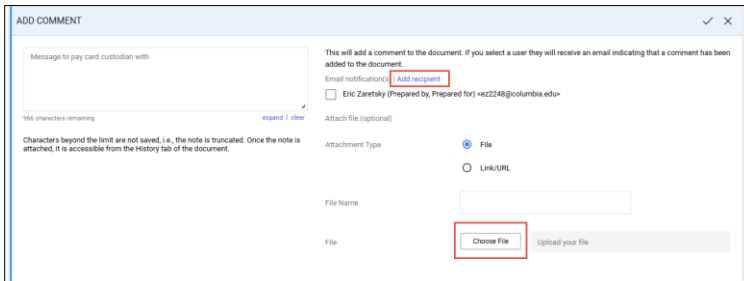 ADD COMMENT
Message to pay card custodian with
966 characters remaining
expand | clear
Characters beyond the limit are not saved, i.e., the note is truncated. Once the note is
attached, it is accessible from the History tab of the document.
This will add a comment to the document. If you select a user they will receive an email indicating that a comment has been
added to the document.
Email notification(s) | Add recipient
Eric Zaretsky (Prepared by, Prepared for) <ez2248@columbia.edu>
Attach file (optional)
Attachment Type
File
Link/URL
File Name
File
Choose File
Upload your file